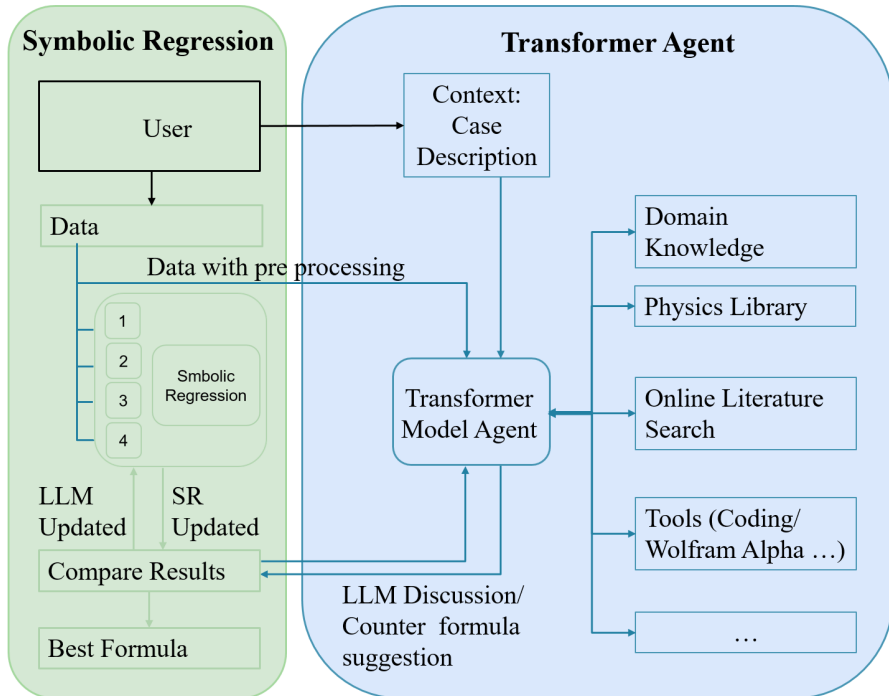 Symbolic Regression
Transformer Agent
User
Context:
Case
Description
Data
Data with pre processing
1
2
3
4
Smbolic
Regression
Transformer
Model Agent
Domain
Knowledge
Physics Library
Online Literature
Search
Tools (Coding/
Wolfram Alpha …)
…
LLM
Updated
SR
Updated
Compare Results
LLM Discussion/
Counter formula
suggestion
Best Formula